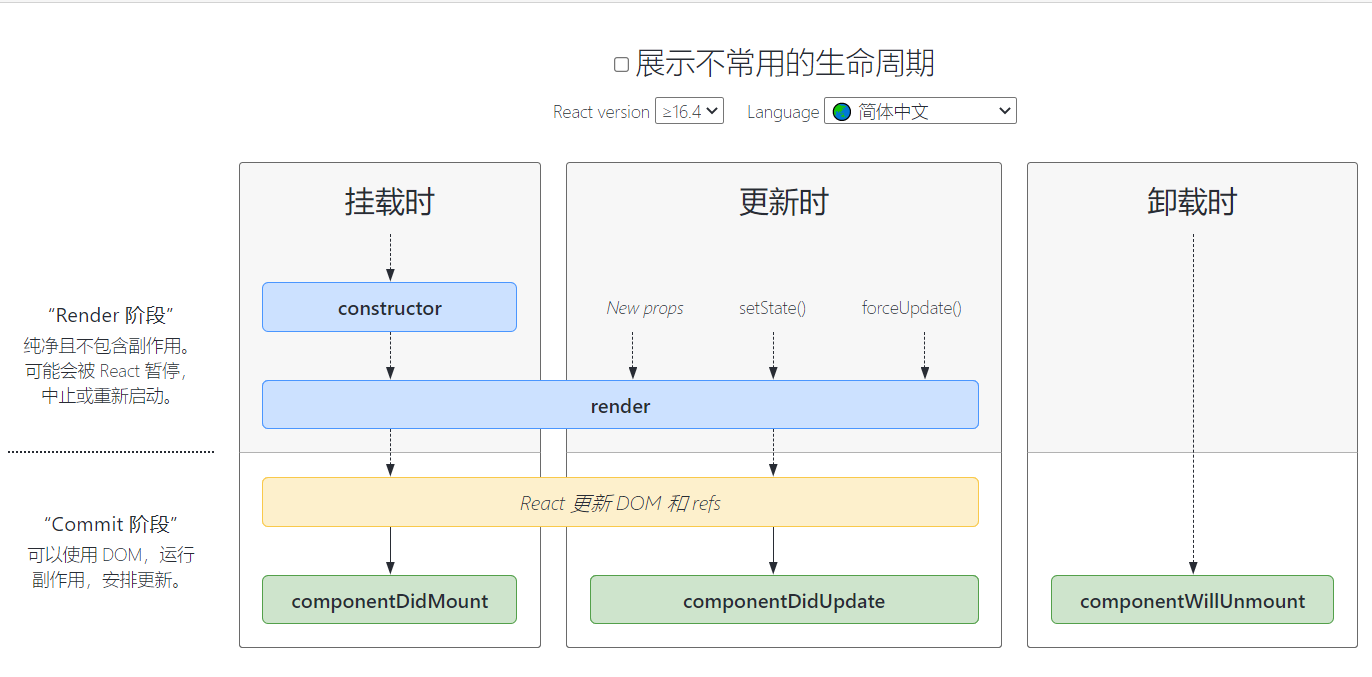 展示不常用的生命周期
React version ≥16.4 Language 简体中文
挂载时
更新时
卸载时
“Render 阶段”
纯净且不包含副作用。
可能会被 React 暂停，
中止或重新启动。
constructor
New props
setState()
forceUpdate()
render
“Commit 阶段”
可以使用 DOM，运行
副作用，安排更新。
React 更新 DOM 和 refs
componentDidMount
componentDidUpdate
componentWillUnmount